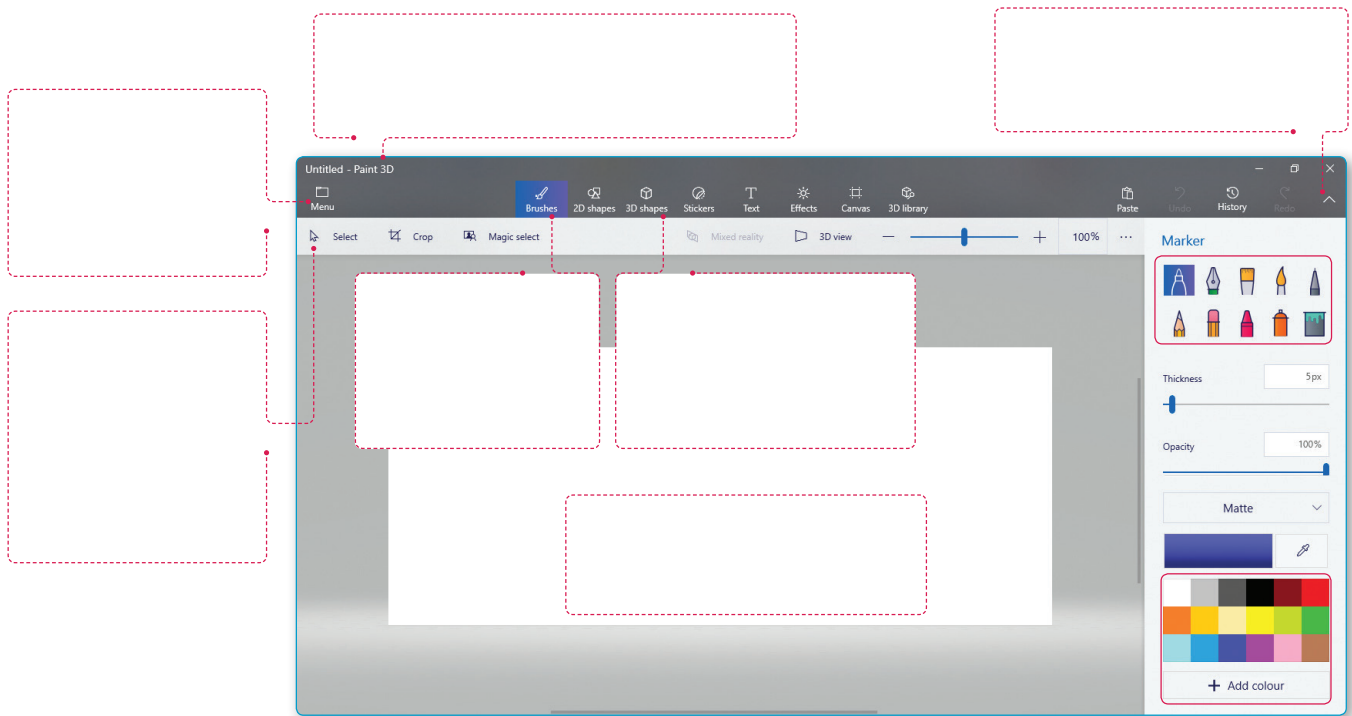 Untitled - Paint 3D
Menu
Brushes
2D shapes
3D shapes
Stickers
Text
Effects
Canvas
3D library
Paste
Undo
History
Redo
Select
Crop
Magic select
Mixed reality
3D view
100%
Marker
Thickness
5px
Opacity
100%
Matte
Add colour